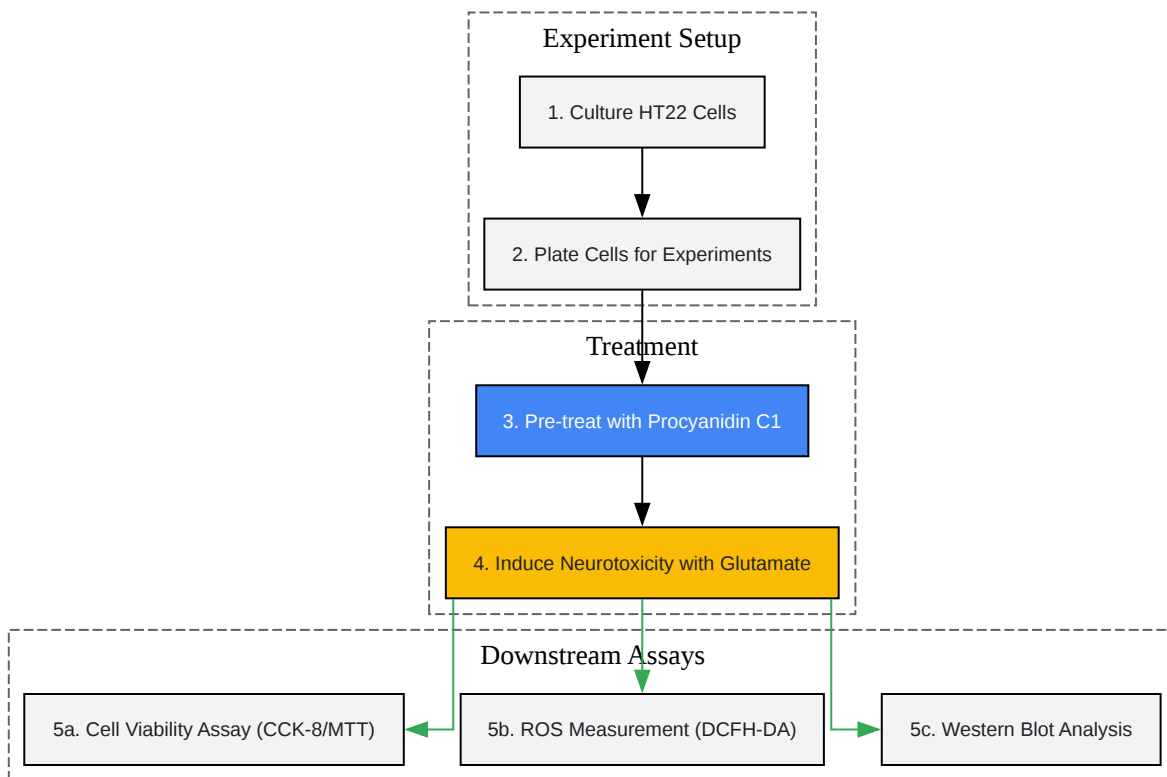 Experiment Setup
1. Culture HT22 Cells
2. Plate Cells for Experiments
Treatment
3. Pre-treat with Procyanidin C1
4. Induce Neurotoxicity with Glutamate
Downstream Assays
5a. Cell Viability Assay (CCK-8/MTT)
5b. ROS Measurement (DCFH-DA)
5c. Western Blot Analysis